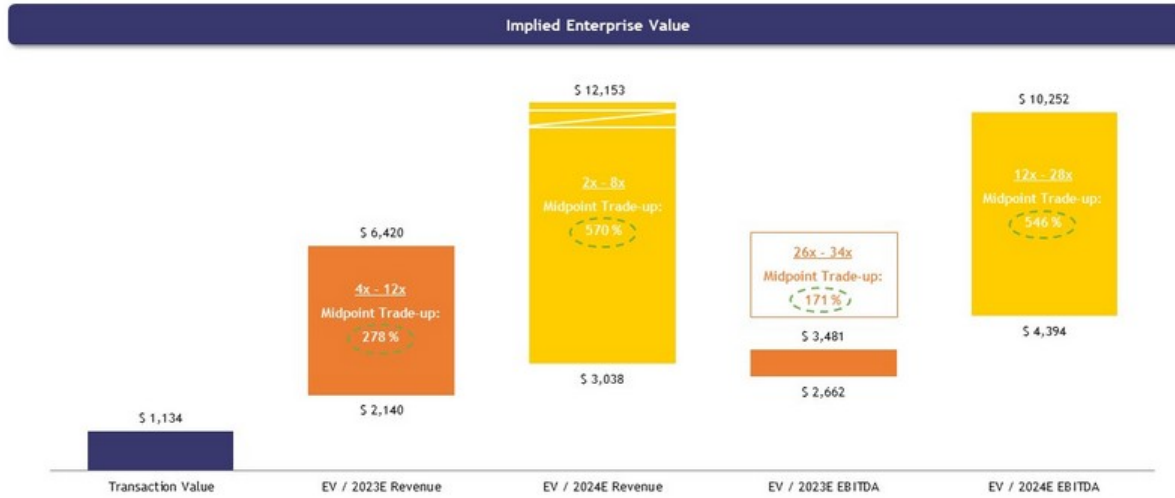 Implied Enterprise Value
$ 1,134
Transaction Value
$ 6,420
4x - 12x
Midpoint Trade-up:
278 %
$ 2,140
EV / 2023E Revenue
$ 12,153
2x - 8x
Midpoint Trade-up:
570 %
$ 3,038
EV / 2024E Revenue
26x - 34x
Midpoint Trade-up:
171 %
$ 3,481
$ 2,662
EV / 2023E EBITDA
$ 10,252
12x - 28x
Midpoint Trade-up:
546 %
$ 4,394
EV / 2024E EBITDA